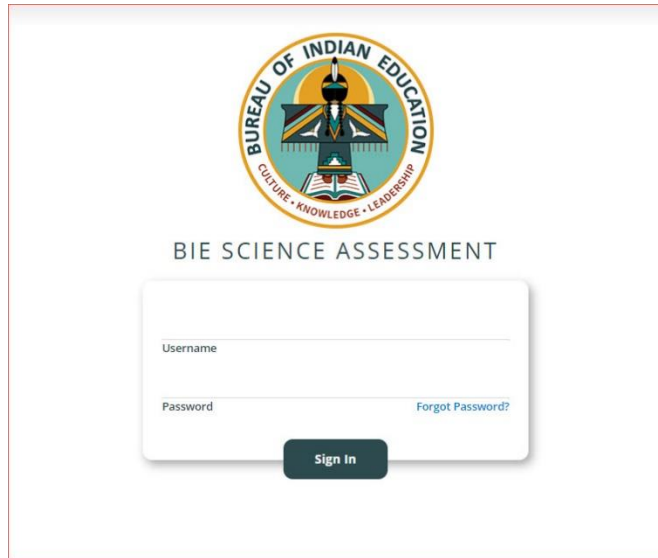 BUREAU OF INDIAN EDUCATION
CULTURE • KNOWLEDGE • LEADERSHIP
BIE SCIENCE ASSESSMENT
Username
Password Forgot Password?
Sign In